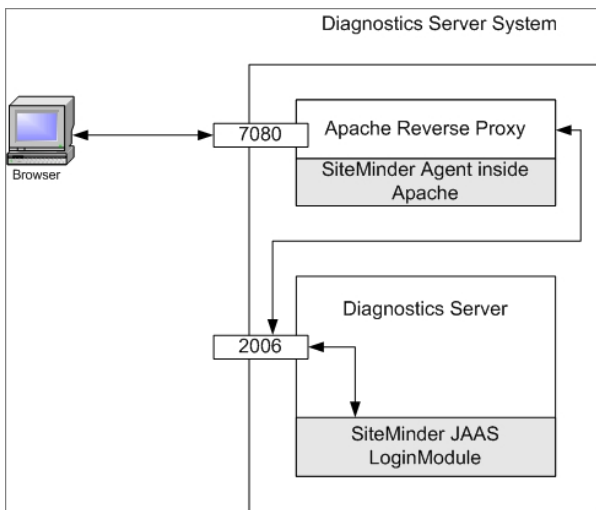 Diagnostics Server System
7080
Apache Reverse Proxy
Browser
SiteMinder Agent inside
Apache
Diagnostics Server
2006
SiteMinder JAAS
LoginModule